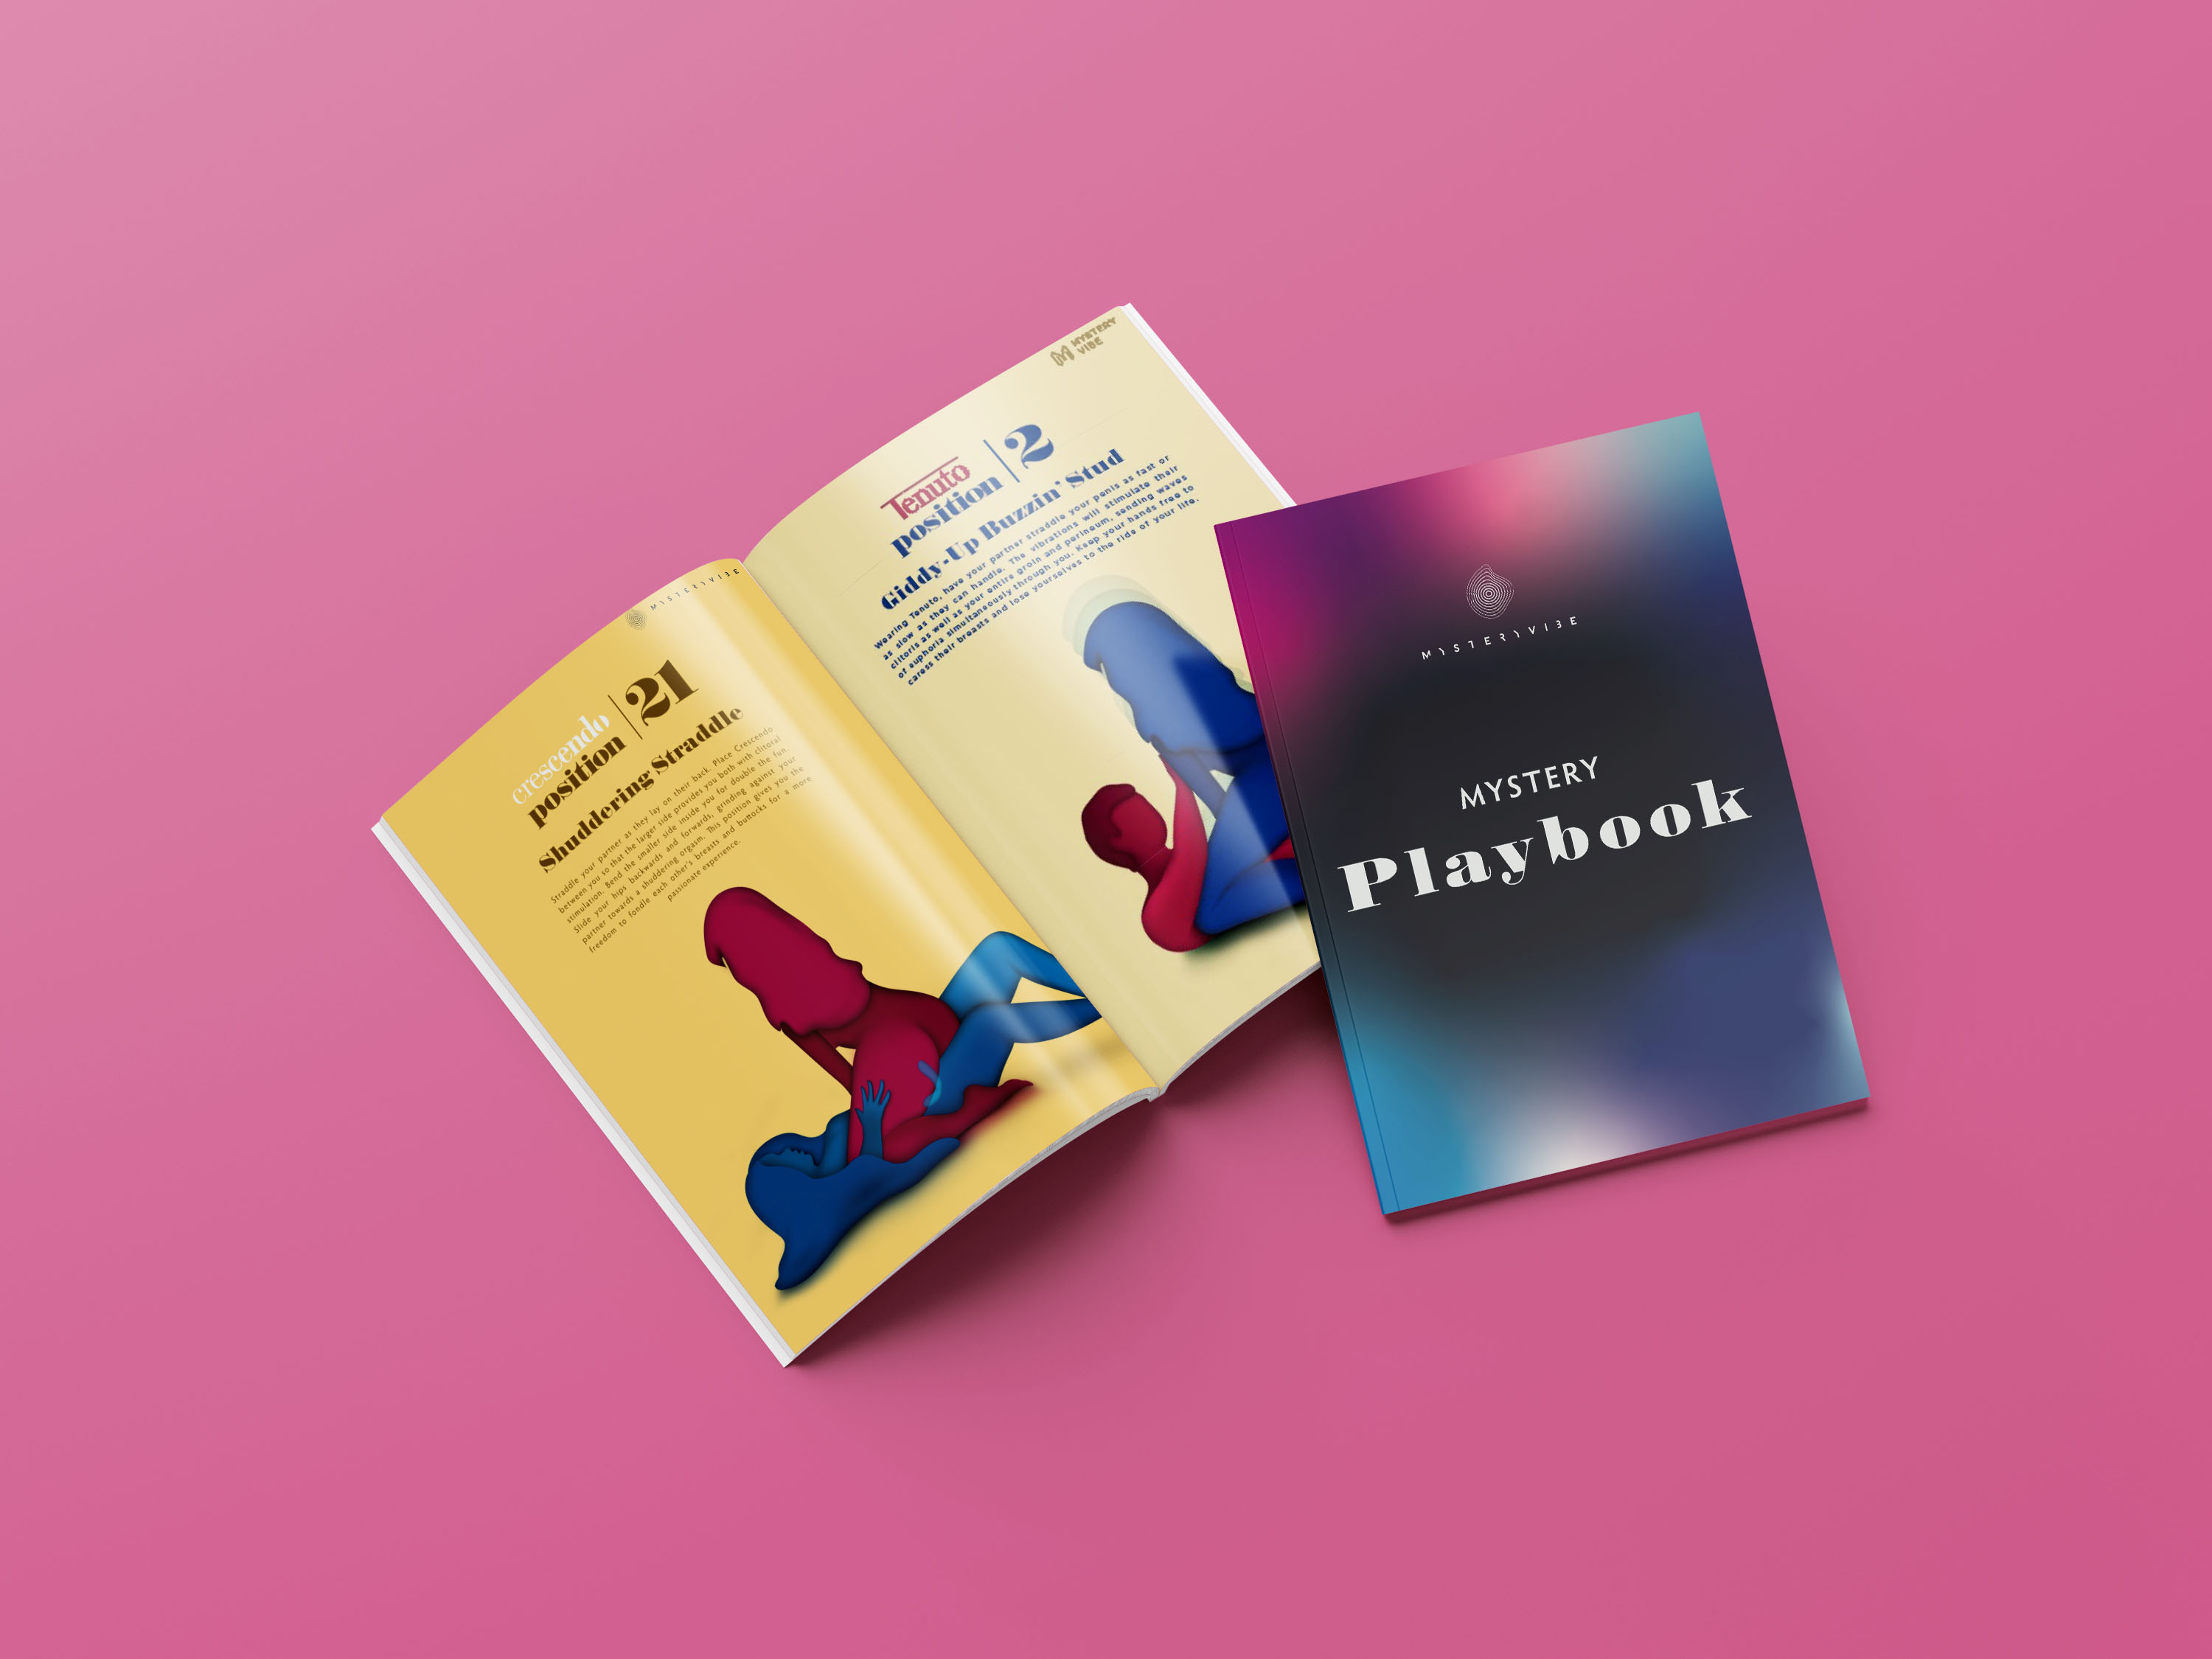 MYSTERYVIBE
crescendo
position | 21
Shuddering Straddle
Straddle your partner as they lay on their back. Place Crescendo
between you so that the larger side provides you both with clitoral
stimulation. Bend the smaller side inside you for double the fun.
Slide your hips backwards and forwards, grinding against your
partner towards a shuddering orgasm. This position gives you the
freedom to fondle each other's breasts and buttocks for a more
passionate experience.
MYSTERY
VIBE
Tenuto
position | 2
Giddy-Up Buzzin' Stud
Wearing Tenuto, have your partner straddle your penis as fast or
as slow as they can handle. The vibrations will stimulate their
clitoris as well as your entire groin and perineum, sending waves
of euphoria simultaneously through you. Keep your hands free to
caress their breasts and lose yourselves to the ride of your life.
MYSTERYVIBE
MYSTERY
Playbook